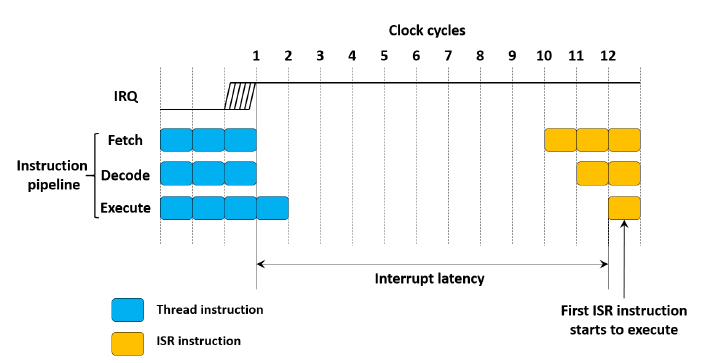 Clock cycles
1 2 3 4 5 6 7 8 9 10 11 12
IRQ
Fetch
Instruction
pipeline
Decode
Execute
Interrupt latency
Thread instruction
ISR instruction
First ISR instruction
starts to execute